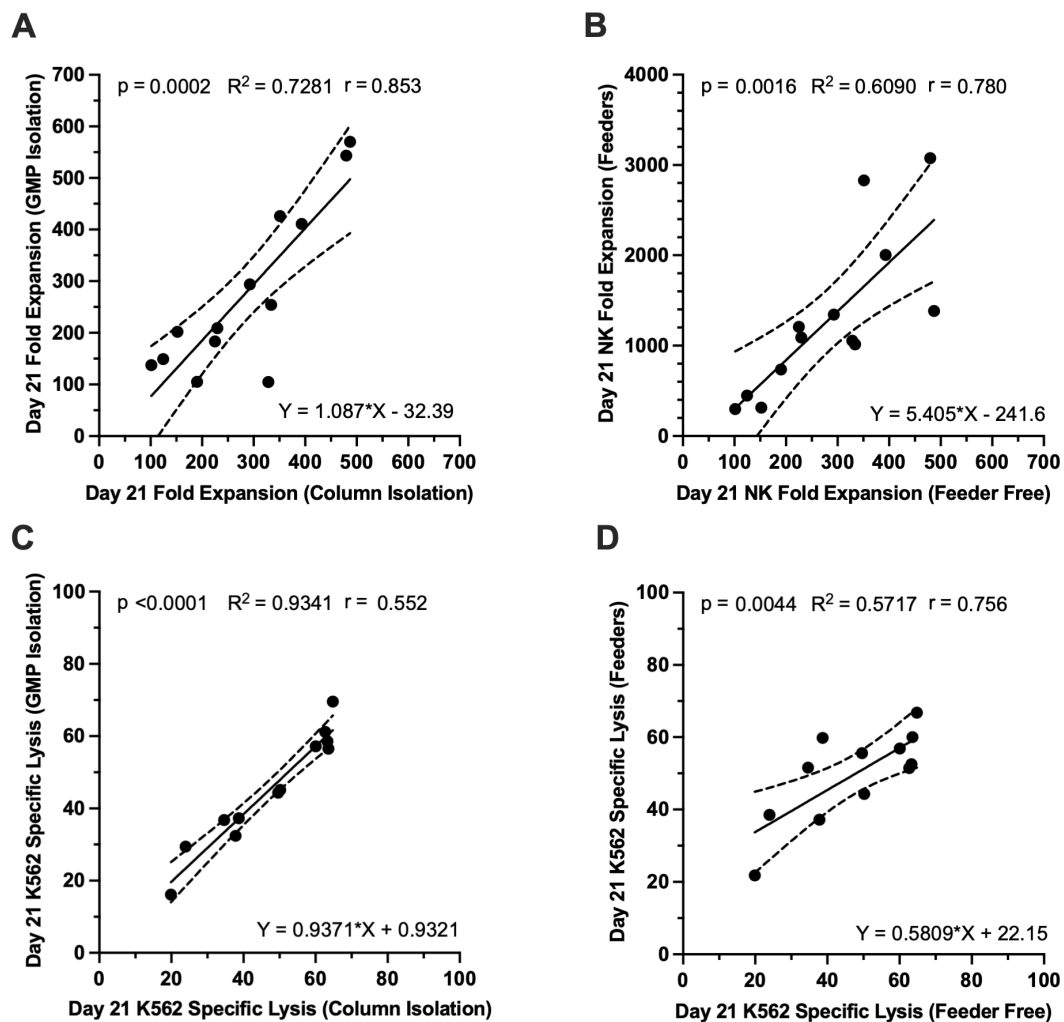 A
p = 0.0002 R² = 0.7281 r = 0.853
Day 21 Fold Expansion (GMP Isolation)
700
600
500
400
300
200
100
0
Y = 1.087*X - 32.39
0 100 200 300 400 500 600 700
Day 21 Fold Expansion (Column Isolation)
B
p = 0.0016 R² = 0.6090 r = 0.780
Day 21 NK Fold Expansion (Feeders)
4000
3000
2000
1000
0
Y = 5.405*X - 241.6
0 100 200 300 400 500 600 700
Day 21 NK Fold Expansion (Feeder Free)
C
p <0.0001 R² = 0.9341 r = 0.552
Day 21 K562 Specific Lysis (GMP Isolation)
100
80
60
40
20
0
Y = 0.9371*X + 0.9321
0 20 40 60 80 100
Day 21 K562 Specific Lysis (Column Isolation)
D
p = 0.0044 R² = 0.5717 r = 0.756
Day 21 K562 Specific Lysis (Feeders)
100
80
60
40
20
0
Y = 0.5809*X + 22.15
0 20 40 60 80 100
Day 21 K562 Specific Lysis (Feeder Free)